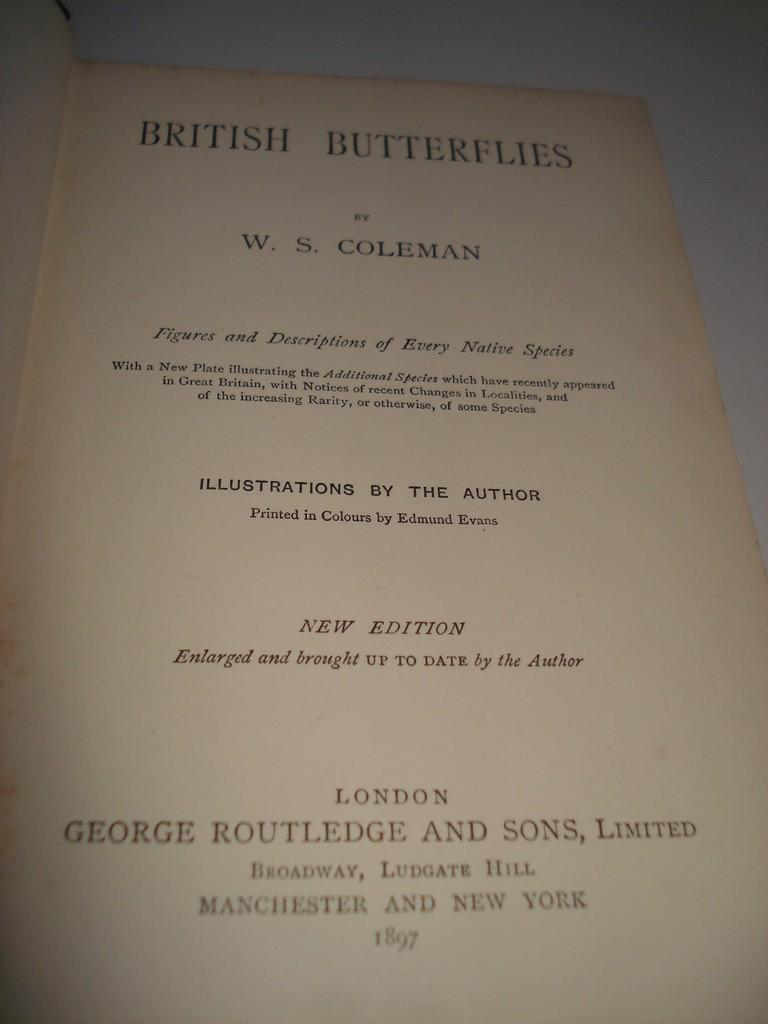 BRITISH BUTTERFLIES
BY
W. S. COLEMAN
Figures and Descriptions of Every Native Species
With a New Plate illustrating the Additional Species which have recently appeared
in Great Britain, with Notices of recent Changes in Localities, and
of the increasing Rarity, or otherwise, of some Species
ILLUSTRATIONS BY THE AUTHOR
Printed in Colours by Edmund Evans
NEW EDITION
Enlarged and brought UP TO DATE by the Author
LONDON
GEORGE ROUTLEDGE AND SONS, LIMITED
BROADWAY, LUDGATE HILL
MANCHESTER AND NEW YORK
1897